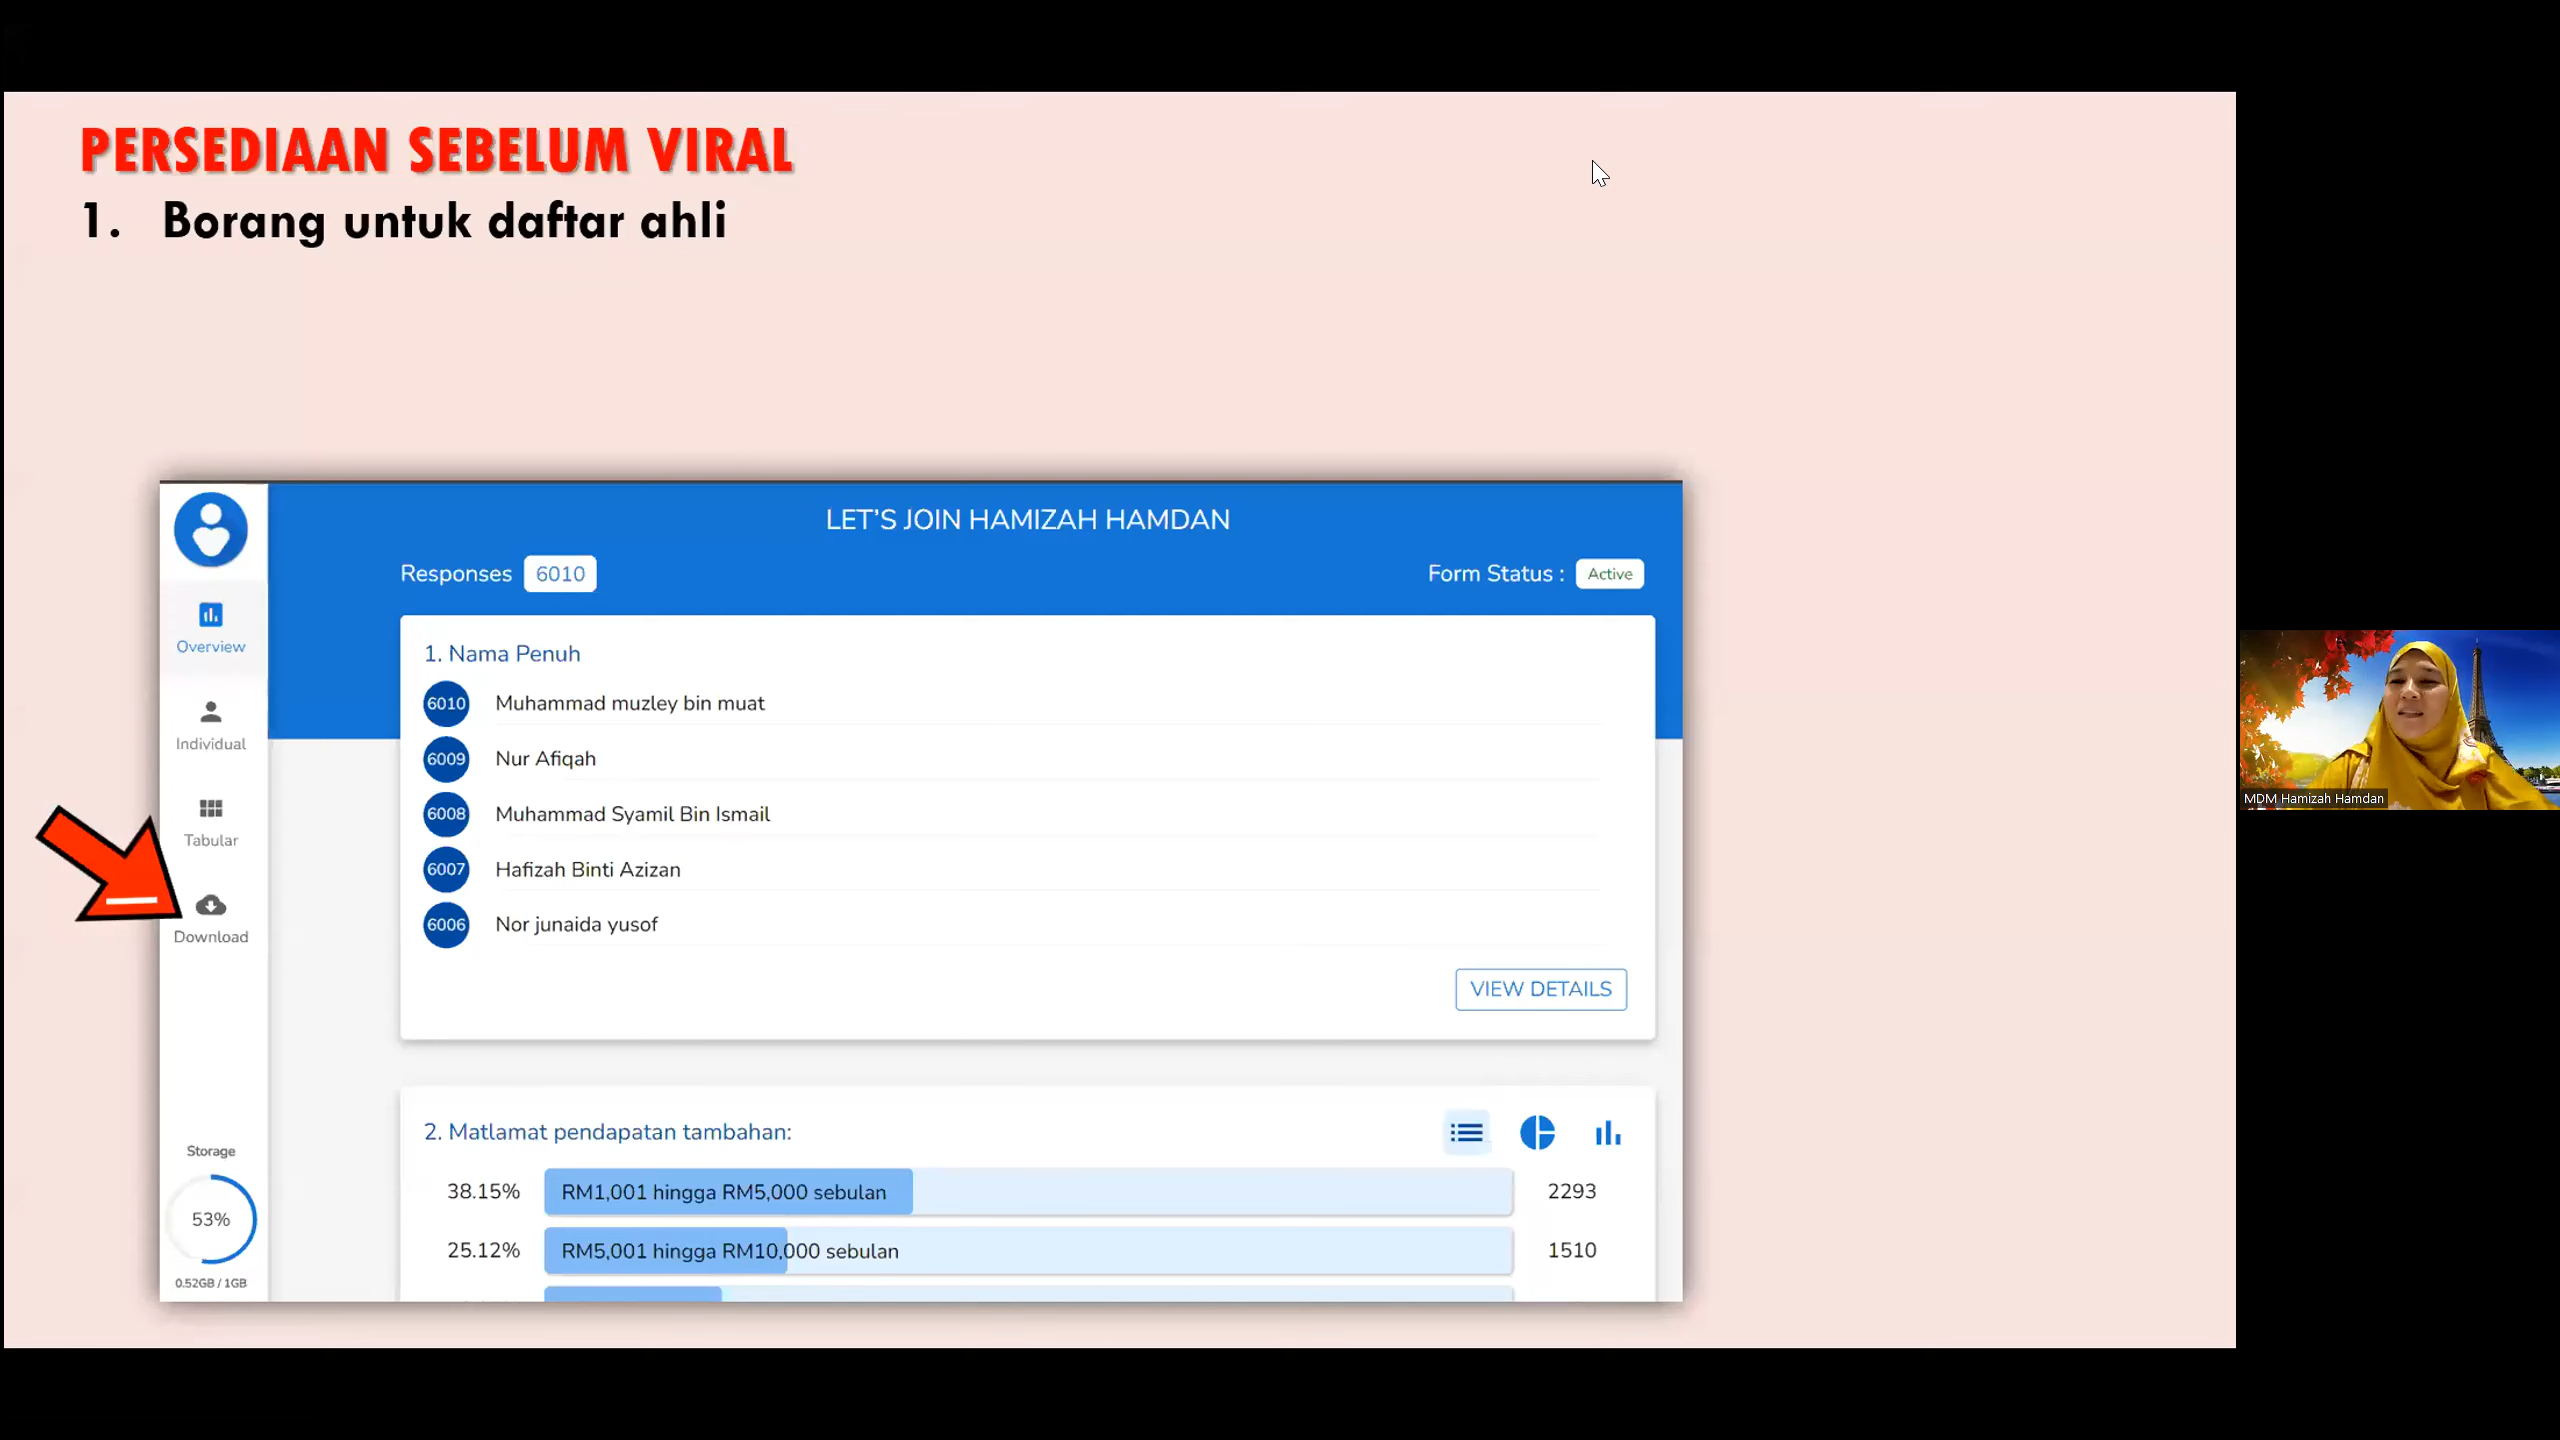 PERSEDIAAN SEBELUM VIRAL
1. Borang untuk daftar ahli
LET'S JOIN HAMIZAH HAMDAN
Responses 6010
Form Status : Active
Overview
Individual
Tabular
Download
Storage
53%
0.52GB / 1GB
1. Nama Penuh
6010 Muhammad muzley bin muat
6009 Nur Afiqah
6008 Muhammad Syamil Bin Ismail
6007 Hafizah Binti Azizan
6006 Nor junaida yusof
VIEW DETAILS
2. Matlamat pendapatan tambahan:
38.15% RM1,001 hingga RM5,000 sebulan 2293
25.12% RM5,001 hingga RM10,000 sebulan 1510
MDM Hamizah Hamdan